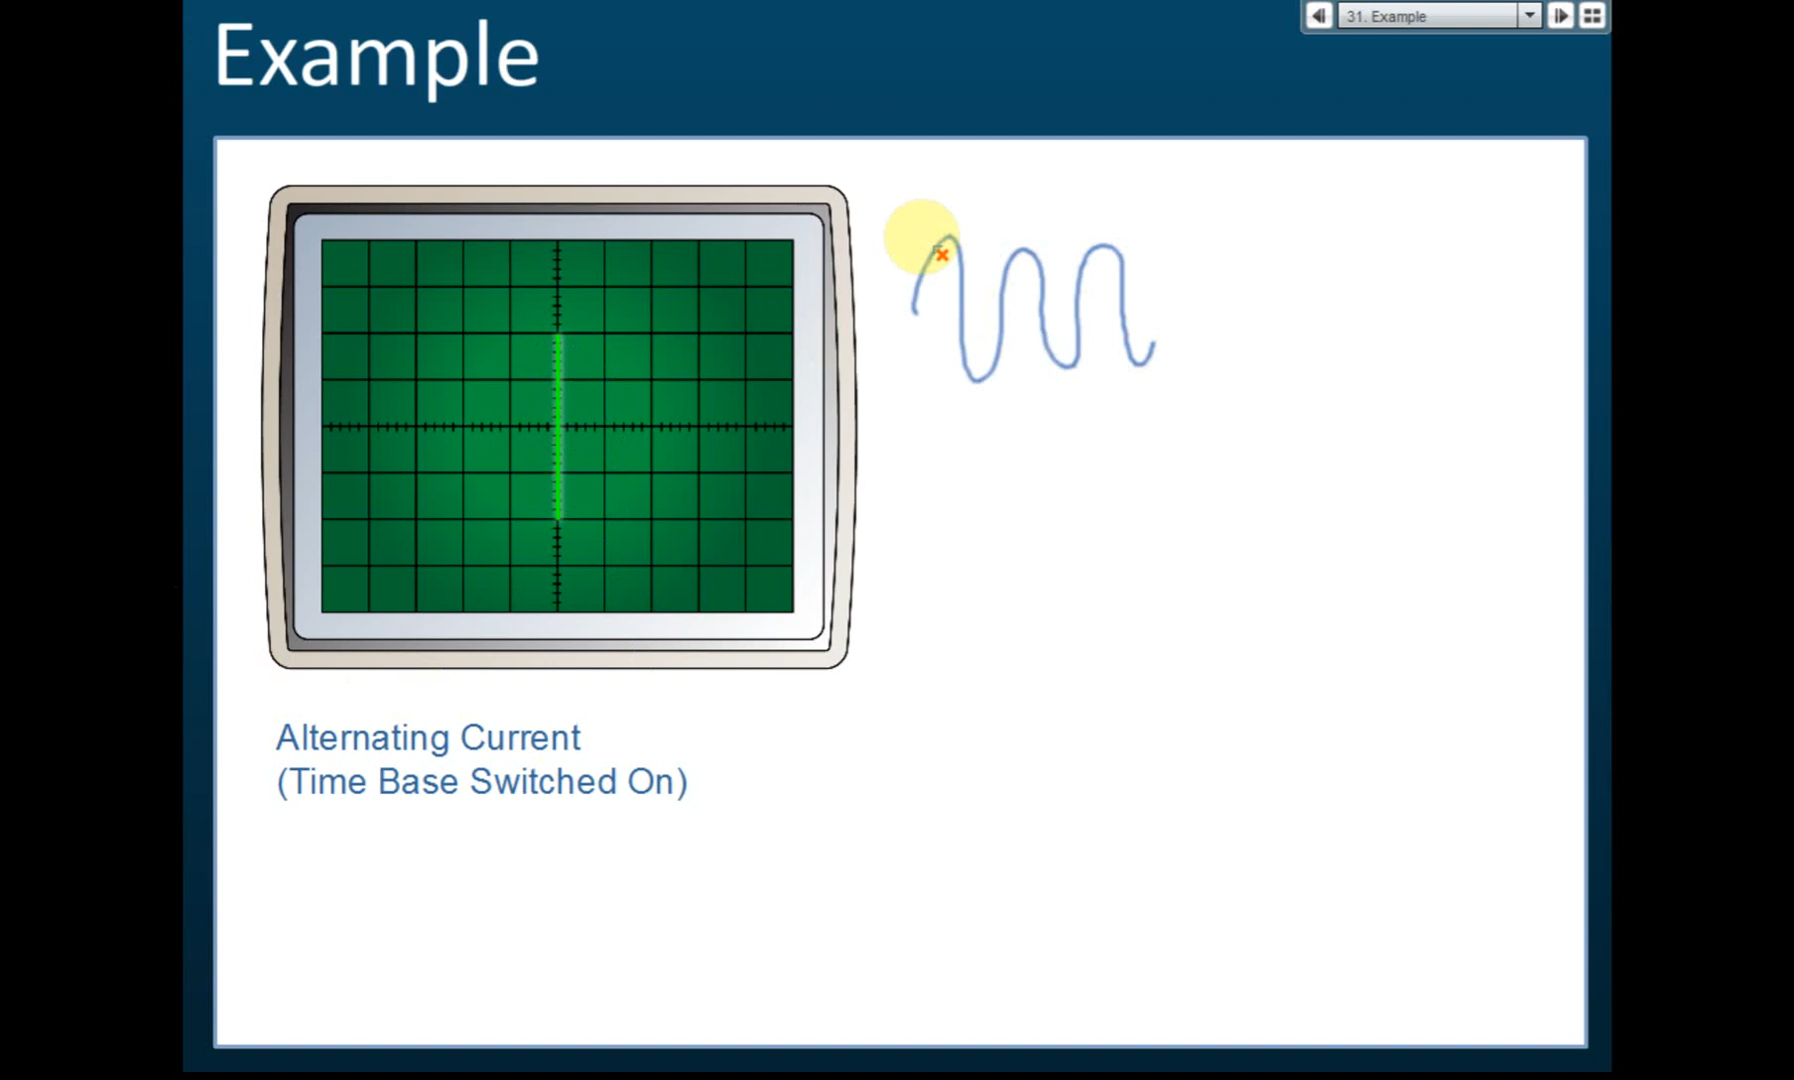 Example
31. Example
Alternating Current
(Time Base Switched On)